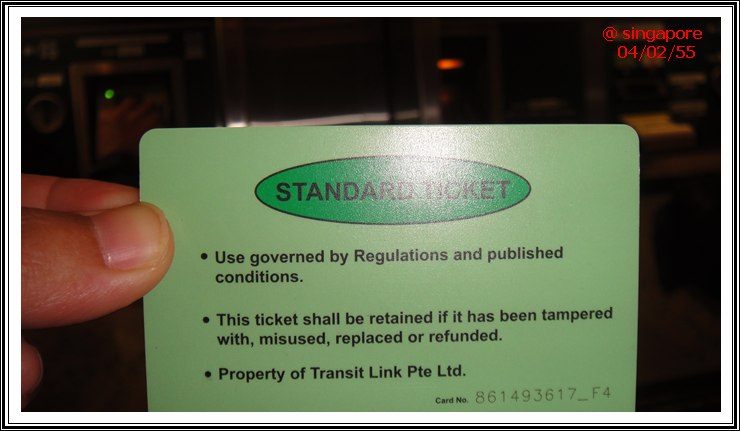 @ singapore
04/02/55
STANDARD TICKET
• Use governed by Regulations and published
conditions.
• This ticket shall be retained if it has been tampered
with, misused, replaced or refunded.
• Property of Transit Link Pte Ltd.
Card No. 861493617_F4